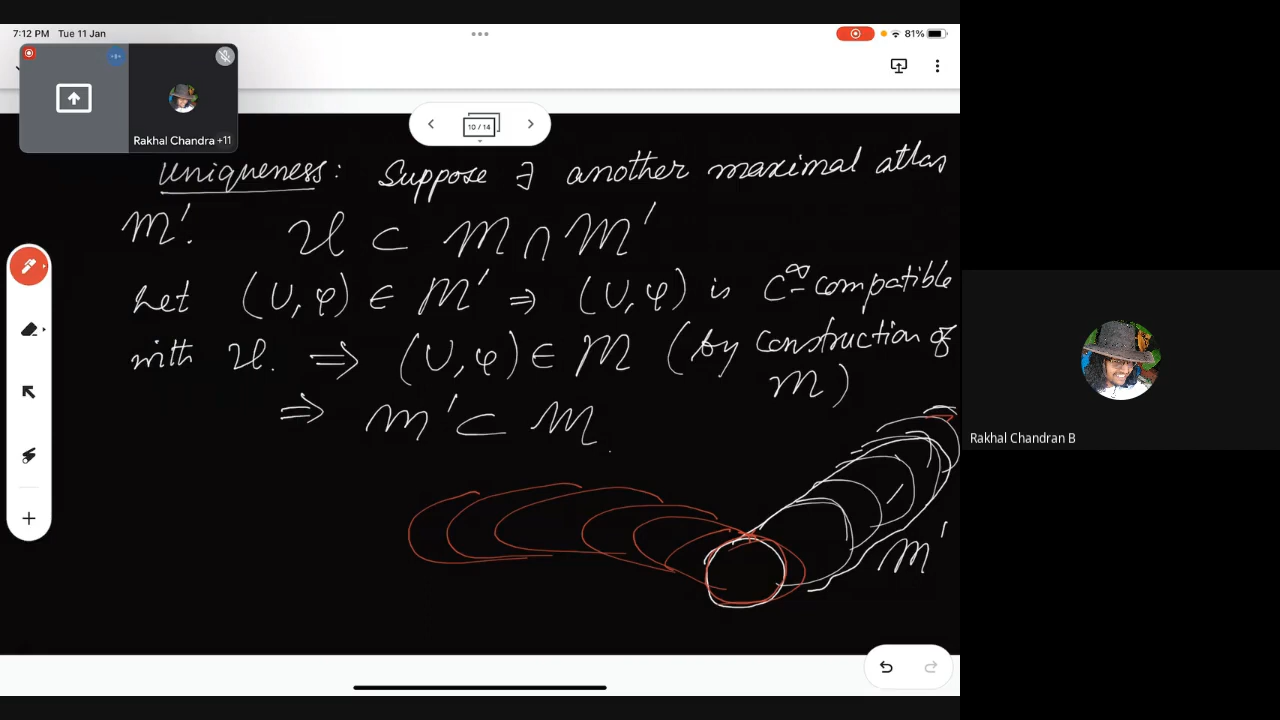 7:12 PM Tue 11 Jan
81%
Rakhal Chandra +11
10 / 14
Uniqueness: Suppose ∃ another maximal atlas
M'. U ⊂ M ∩ M'
Let (U, φ) ∈ M' ⇒ (U, φ) is C^∞-compatible
with U. ⇒ (U, φ) ∈ M (by construction of
M)
⇒ M' ⊂ M.
M'
Rakhal Chandran B